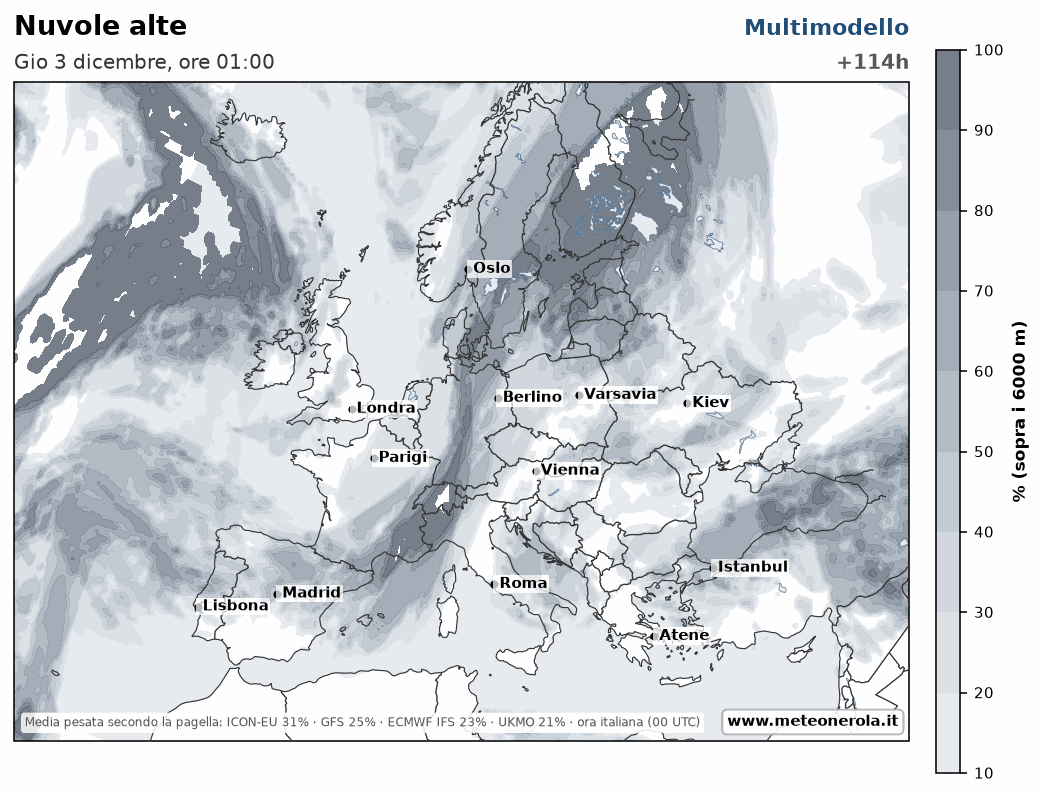 Nuvole alte
Multimodello
Gio 3 dicembre, ore 01:00
+114h
100
90
80
70
60
50
40
30
20
10
% (sopra i 6000 m)
Oslo
Berlino
Varsavia
Kiev
Londra
Parigi
Vienna
Istanbul
Roma
Madrid
Lisbona
Atene
Media pesata secondo la pagella: ICON-EU 31% · GFS 25% · ECMWF IFS 23% · UKMO 21% · ora italiana (00 UTC)
www.meteonerola.it